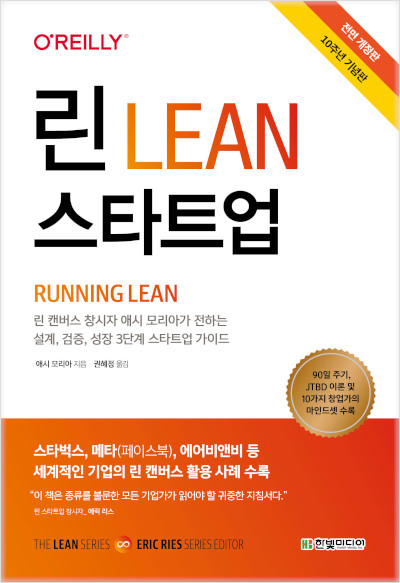 O'REILLY®
전면 개정판
10주년 기념판
린 LEAN
스타트업
RUNNING LEAN
린 캔버스 창시자 애시 모리아가 전하는
설계, 검증, 성장 3단계 스타트업 가이드
애시 모리아 지음 권혜정 옮김
90일 주기,
JTBD 이론 및
10가지 창업가의
마인드셋 수록
스타벅스, 메타(페이스북), 에어비앤비 등
세계적인 기업의 린 캔버스 활용 사례 수록
“이 책은 종류를 불문한 모든 기업가가 읽어야 할 귀중한 지침서다.”
린 스타트업 창시자_ 에릭 리스
THE LEAN SERIES ERIC RIES SERIES EDITOR
HB 한빛미디어